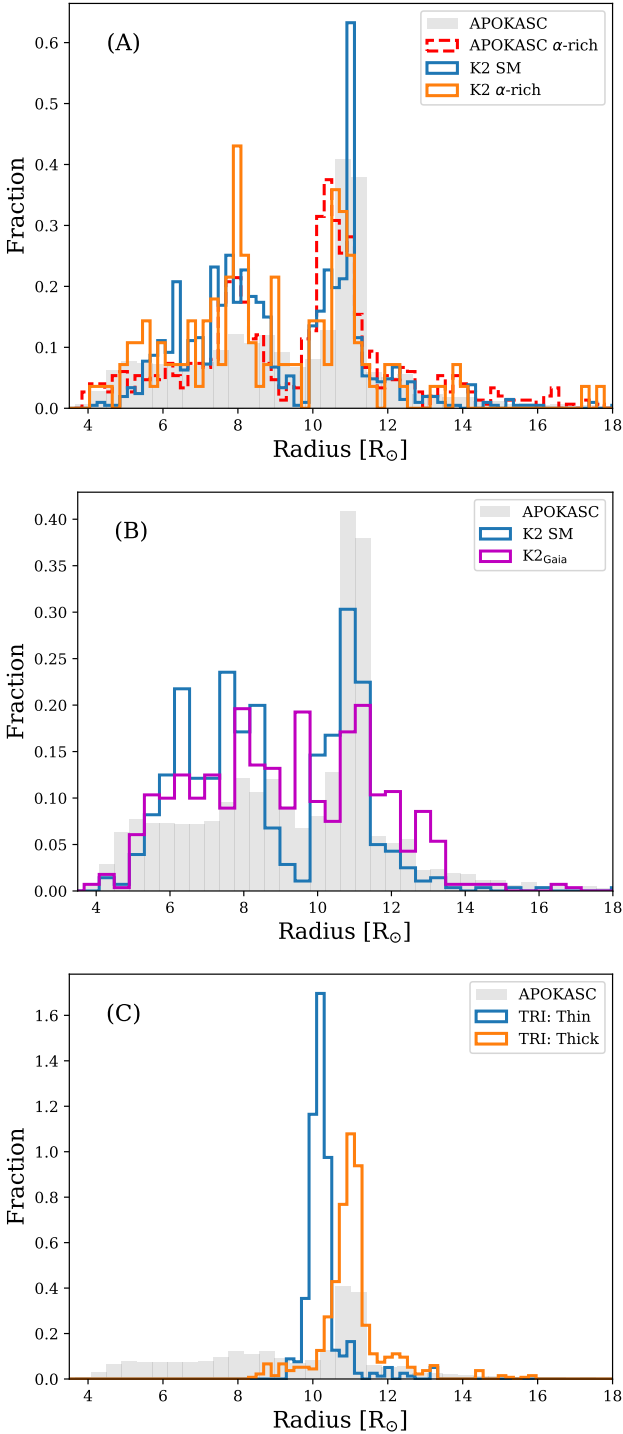 (A)
APOKASC
APOKASC α-rich
K2 SM
K2 α-rich
Fraction
0.6
0.5
0.4
0.3
0.2
0.1
0.0
4 6 8 10 12 14 16 18
Radius [R⊙]
(B)
APOKASC
K2 SM
K2Gaia
Fraction
0.40
0.35
0.30
0.25
0.20
0.15
0.10
0.05
0.00
4 6 8 10 12 14 16 18
Radius [R⊙]
(C)
APOKASC
TRI: Thin
TRI: Thick
Fraction
1.6
1.4
1.2
1.0
0.8
0.6
0.4
0.2
0.0
4 6 8 10 12 14 16 18
Radius [R⊙]